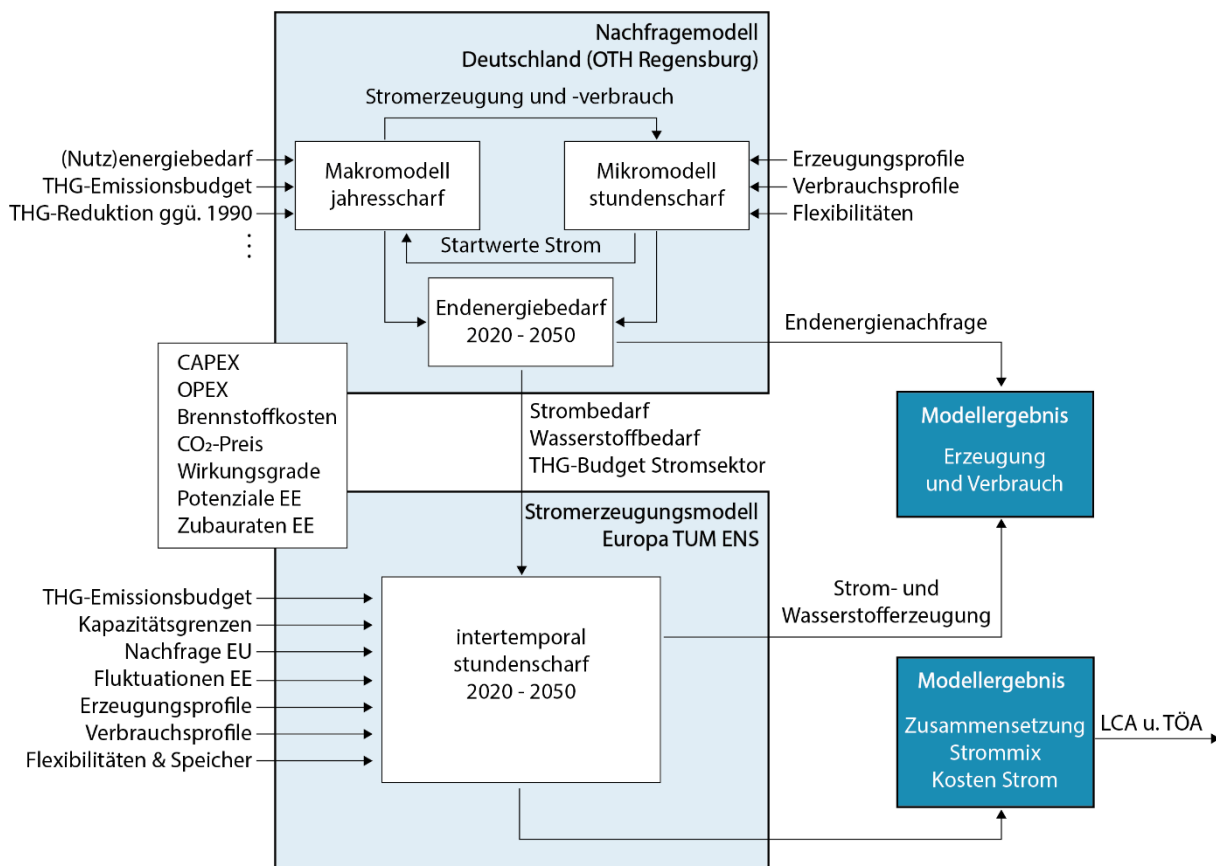 Nachfragemodell
Deutschland (OTH Regensburg)
Stromerzeugung und -verbrauch
(Nutz)energiebedarf
THG-Emissionsbudget
THG-Reduktion ggü. 1990
Makromodell
jahresscharf
Mikromodell
stundenscharf
Erzeugungsprofile
Verbrauchsprofile
Flexibilitäten
Startwerte Strom
Endenergiebedarf
2020 - 2050
Endenergienachfrage
CAPEX
OPEX
Brennstoffkosten
CO₂-Preis
Wirkungsgrade
Potenziale EE
Zubauraten EE
Strombedarf
Wasserstoffbedarf
THG-Budget Stromsektor
Modellergebnis
Erzeugung
und Verbrauch
Stromerzeugungsmodell
Europa TUM ENS
THG-Emissionsbudget
Kapazitätsgrenzen
Nachfrage EU
Fluktuationen EE
Erzeugungsprofile
Verbrauchsprofile
Flexibilitäten & Speicher
intertemporal
stundenscharf
2020 - 2050
Strom- und
Wasserstofferzeugung
Modellergebnis
Zusammensetzung
Strommix
Kosten Strom
LCA u. TÖA